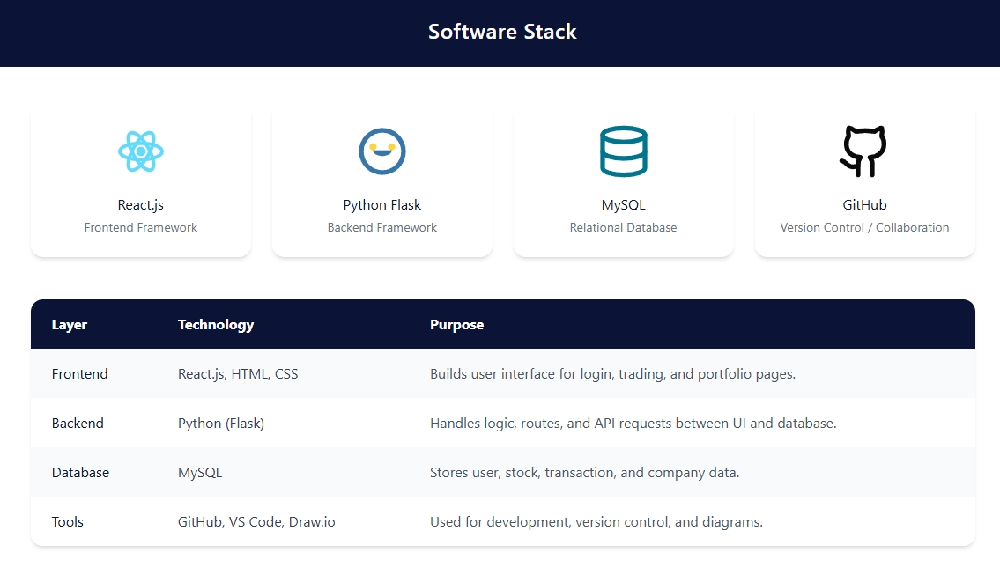 Software Stack
React.js
Frontend Framework
Python Flask
Backend Framework
MySQL
Relational Database
GitHub
Version Control / Collaboration
Layer Technology Purpose
Frontend React.js, HTML, CSS Builds user interface for login, trading, and portfolio pages.
Backend Python (Flask) Handles logic, routes, and API requests between UI and database.
Database MySQL Stores user, stock, transaction, and company data.
Tools GitHub, VS Code, Draw.io Used for development, version control, and diagrams.